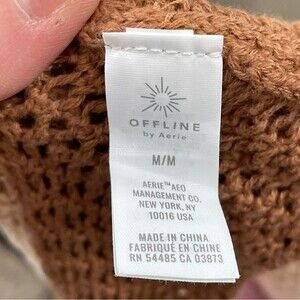 OFFLINE
by Aerie
M/M
AERIE™AEO
MANAGEMENT CO.
NEW YORK, NY
10016 USA
MADE IN CHINA
FABRIQUÉ EN CHINE
RN 54485 CA 03873